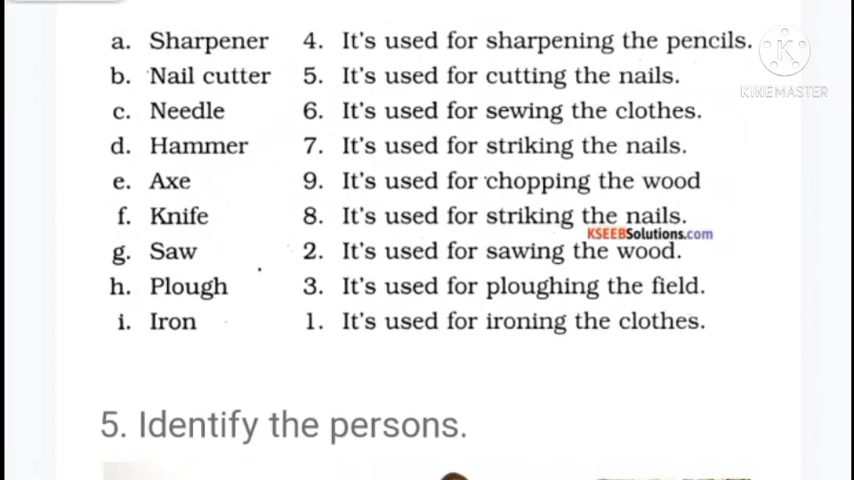 a. Sharpener 4. It's used for sharpening the pencils.
K
KINEMASTER
b. Nail cutter 5. It's used for cutting the nails.
c. Needle 6. It's used for sewing the clothes.
d. Hammer 7. It's used for striking the nails.
e. Axe 9. It's used for chopping the wood
f. Knife 8. It's used for striking the nails.
KSEEBSolutions.com
g. Saw 2. It's used for sawing the wood.
h. Plough 3. It's used for ploughing the field.
i. Iron 1. It's used for ironing the clothes.
5. Identify the persons.